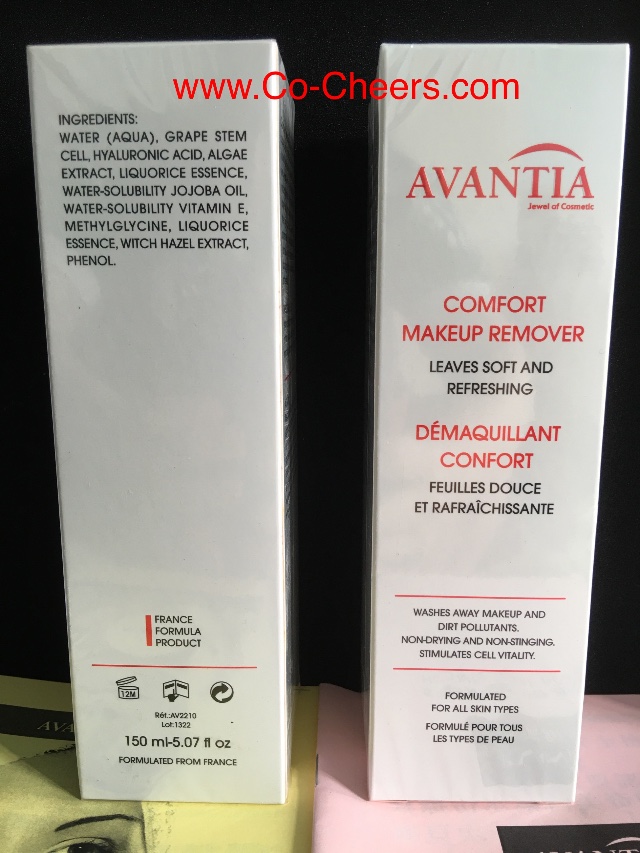 www.Co-Cheers.com
INGREDIENTS:
WATER (AQUA), GRAPE STEM
CELL, HYALURONIC ACID, ALGAE
EXTRACT, LIQUORICE ESSENCE,
WATER-SOLUBILITY JOJOBA OIL,
WATER-SOLUBILITY VITAMIN E,
METHYLGLYCINE, LIQUORICE
ESSENCE, WITCH HAZEL EXTRACT,
PHENOL.
FRANCE
FORMULA
PRODUCT
12M
Réf.:AV2210
Lot:1322
150 ml-5.07 fl oz
FORMULATED FROM FRANCE
AVANTIA
Jewel of Cosmetic
COMFORT
MAKEUP REMOVER
LEAVES SOFT AND
REFRESHING
DÉMAQUILLANT
CONFORT
FEUILLES DOUCE
ET RAFRAÎCHISSANTE
WASHES AWAY MAKEUP AND
DIRT POLLUTANTS.
NON-DRYING AND NON-STINGING.
STIMULATES CELL VITALITY.
FORMULATED
FOR ALL SKIN TYPES
FORMULÉ POUR TOUS
LES TYPES DE PEAU